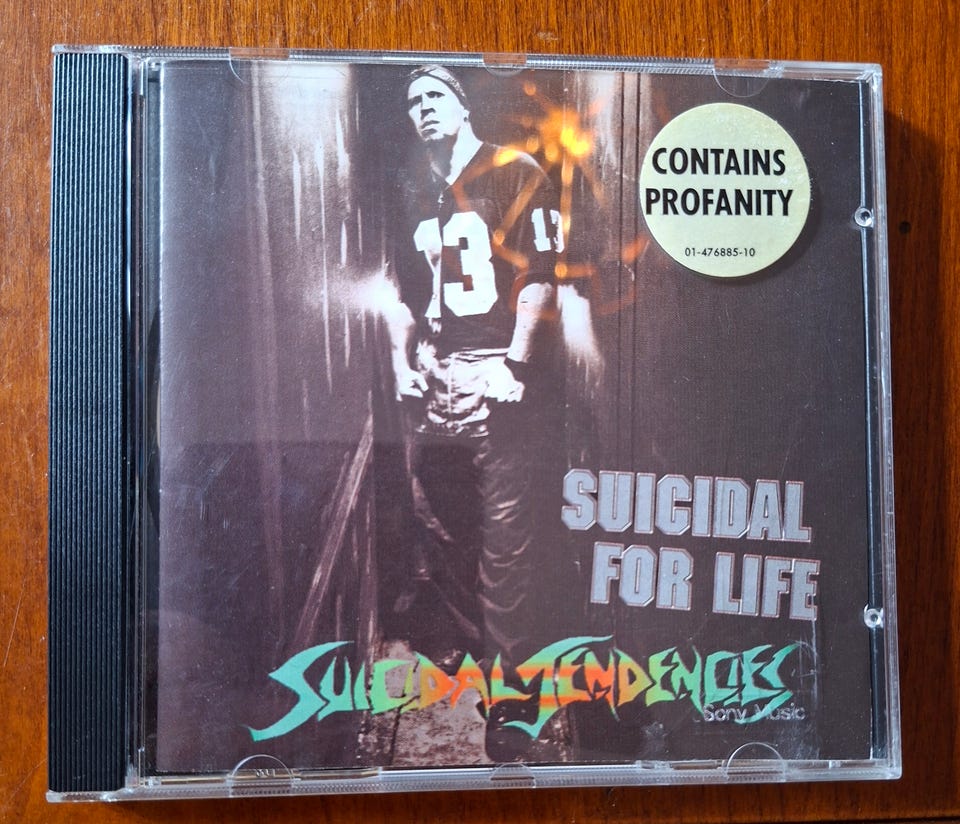 CONTAINS
PROFANITY
01-476885-10
13
13
SUICIDAL
FOR LIFE
SUICIDAL TENDENCIES
Sony Music